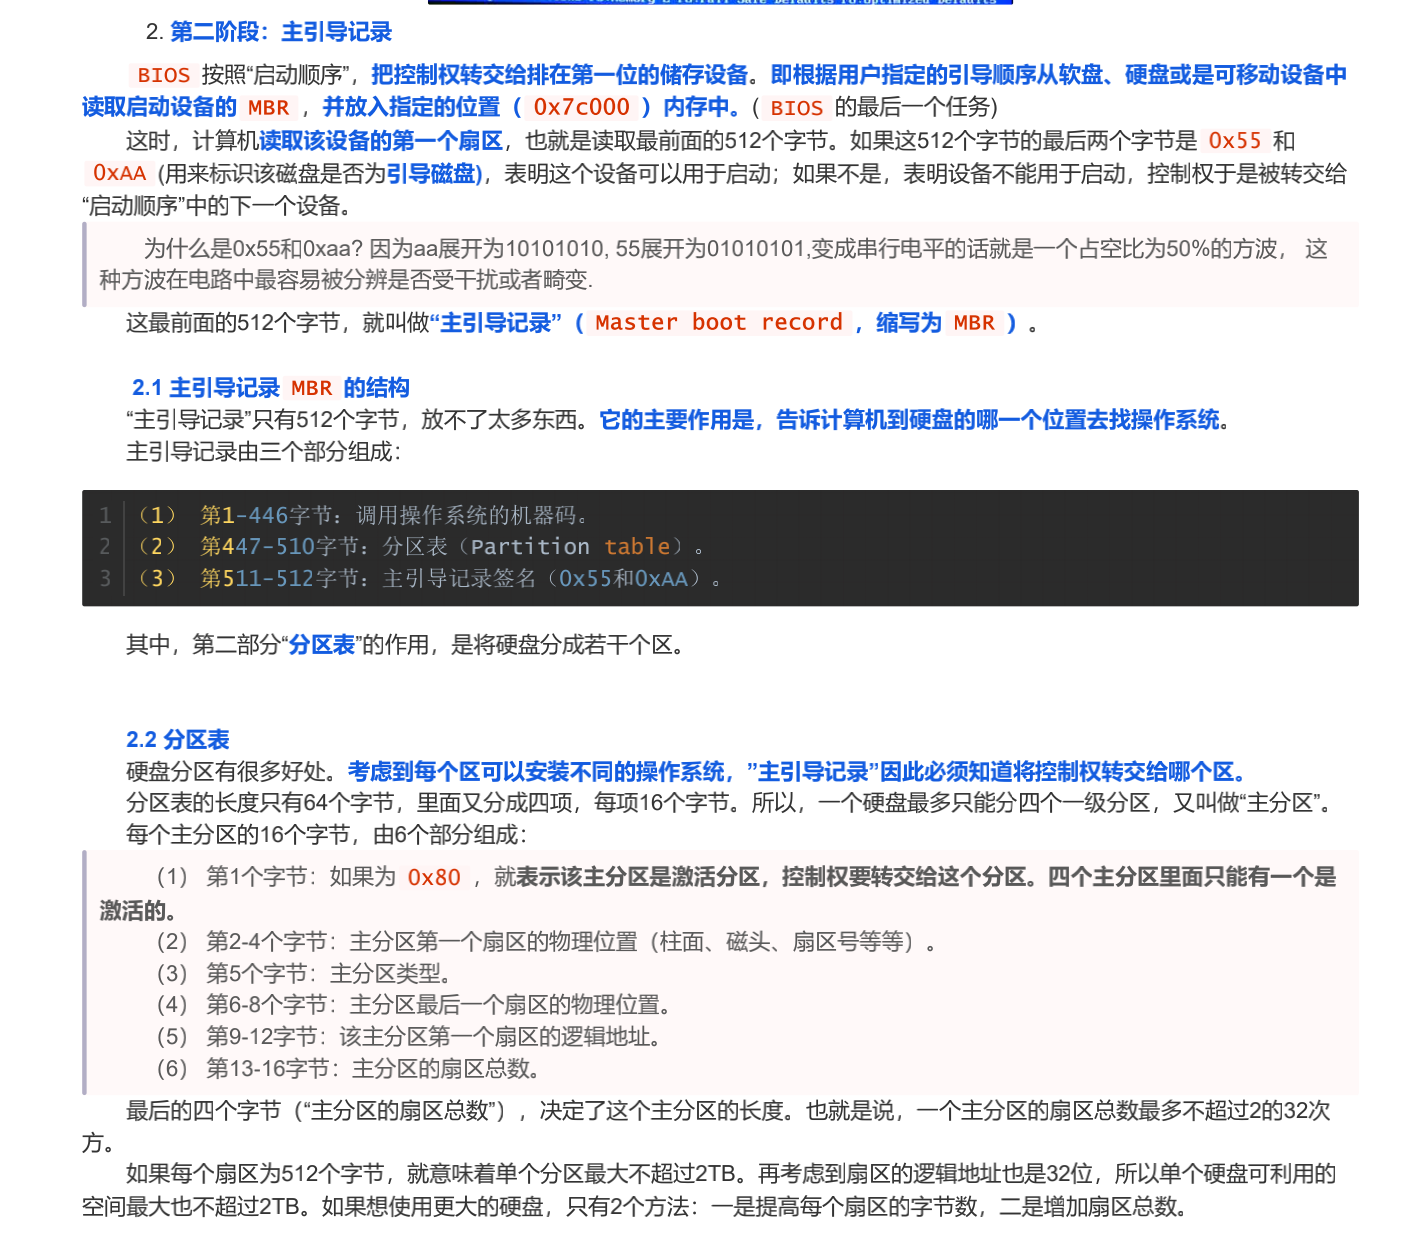 2. 第二阶段：主引导记录
BIOS 按照“启动顺序”，把控制权转交给排在第一位的储存设备。即根据用户指定的引导顺序从软盘、硬盘或是可移动设备中
读取启动设备的 MBR ，并放入指定的位置（ 0x7c000 ）内存中。( BIOS 的最后一个任务)
这时，计算机读取该设备的第一个扇区，也就是读取最前面的512个字节。如果这512个字节的最后两个字节是 0x55 和
0xAA (用来标识该磁盘是否为引导磁盘)，表明这个设备可以用于启动；如果不是，表明设备不能用于启动，控制权于是被转交给
“启动顺序”中的下一个设备。
为什么是0x55和0xaa? 因为aa展开为10101010, 55展开为01010101,变成串行电平的话就是一个占空比为50%的方波， 这
种方波在电路中最容易被分辨是否受干扰或者畸变.
这最前面的512个字节，就叫做“主引导记录”（ Master boot record ，缩写为 MBR ）。
2.1 主引导记录 MBR 的结构
“主引导记录”只有512个字节，放不了太多东西。它的主要作用是，告诉计算机到硬盘的哪一个位置去找操作系统。
主引导记录由三个部分组成：
1 （1） 第1-446字节：调用操作系统的机器码。
2 （2） 第447-510字节：分区表（Partition table）。
3 （3） 第511-512字节：主引导记录签名（0x55和0xAA）。
其中，第二部分“分区表”的作用，是将硬盘分成若干个区。
2.2 分区表
硬盘分区有很多好处。考虑到每个区可以安装不同的操作系统，”主引导记录”因此必须知道将控制权转交给哪个区。
分区表的长度只有64个字节，里面又分成四项，每项16个字节。所以，一个硬盘最多只能分四个一级分区，又叫做“主分区”。
每个主分区的16个字节，由6个部分组成：
（1） 第1个字节：如果为 0x80 ，就表示该主分区是激活分区，控制权要转交给这个分区。四个主分区里面只能有一个是
激活的。
（2） 第2-4个字节：主分区第一个扇区的物理位置（柱面、磁头、扇区号等等）。
（3） 第5个字节：主分区类型。
（4） 第6-8个字节：主分区最后一个扇区的物理位置。
（5） 第9-12字节：该主分区第一个扇区的逻辑地址。
（6） 第13-16字节：主分区的扇区总数。
最后的四个字节（“主分区的扇区总数”），决定了这个主分区的长度。也就是说，一个主分区的扇区总数最多不超过2的32次
方。
如果每个扇区为512个字节，就意味着单个分区最大不超过2TB。再考虑到扇区的逻辑地址也是32位，所以单个硬盘可利用的
空间最大也不超过2TB。如果想使用更大的硬盘，只有2个方法：一是提高每个扇区的字节数，二是增加扇区总数。